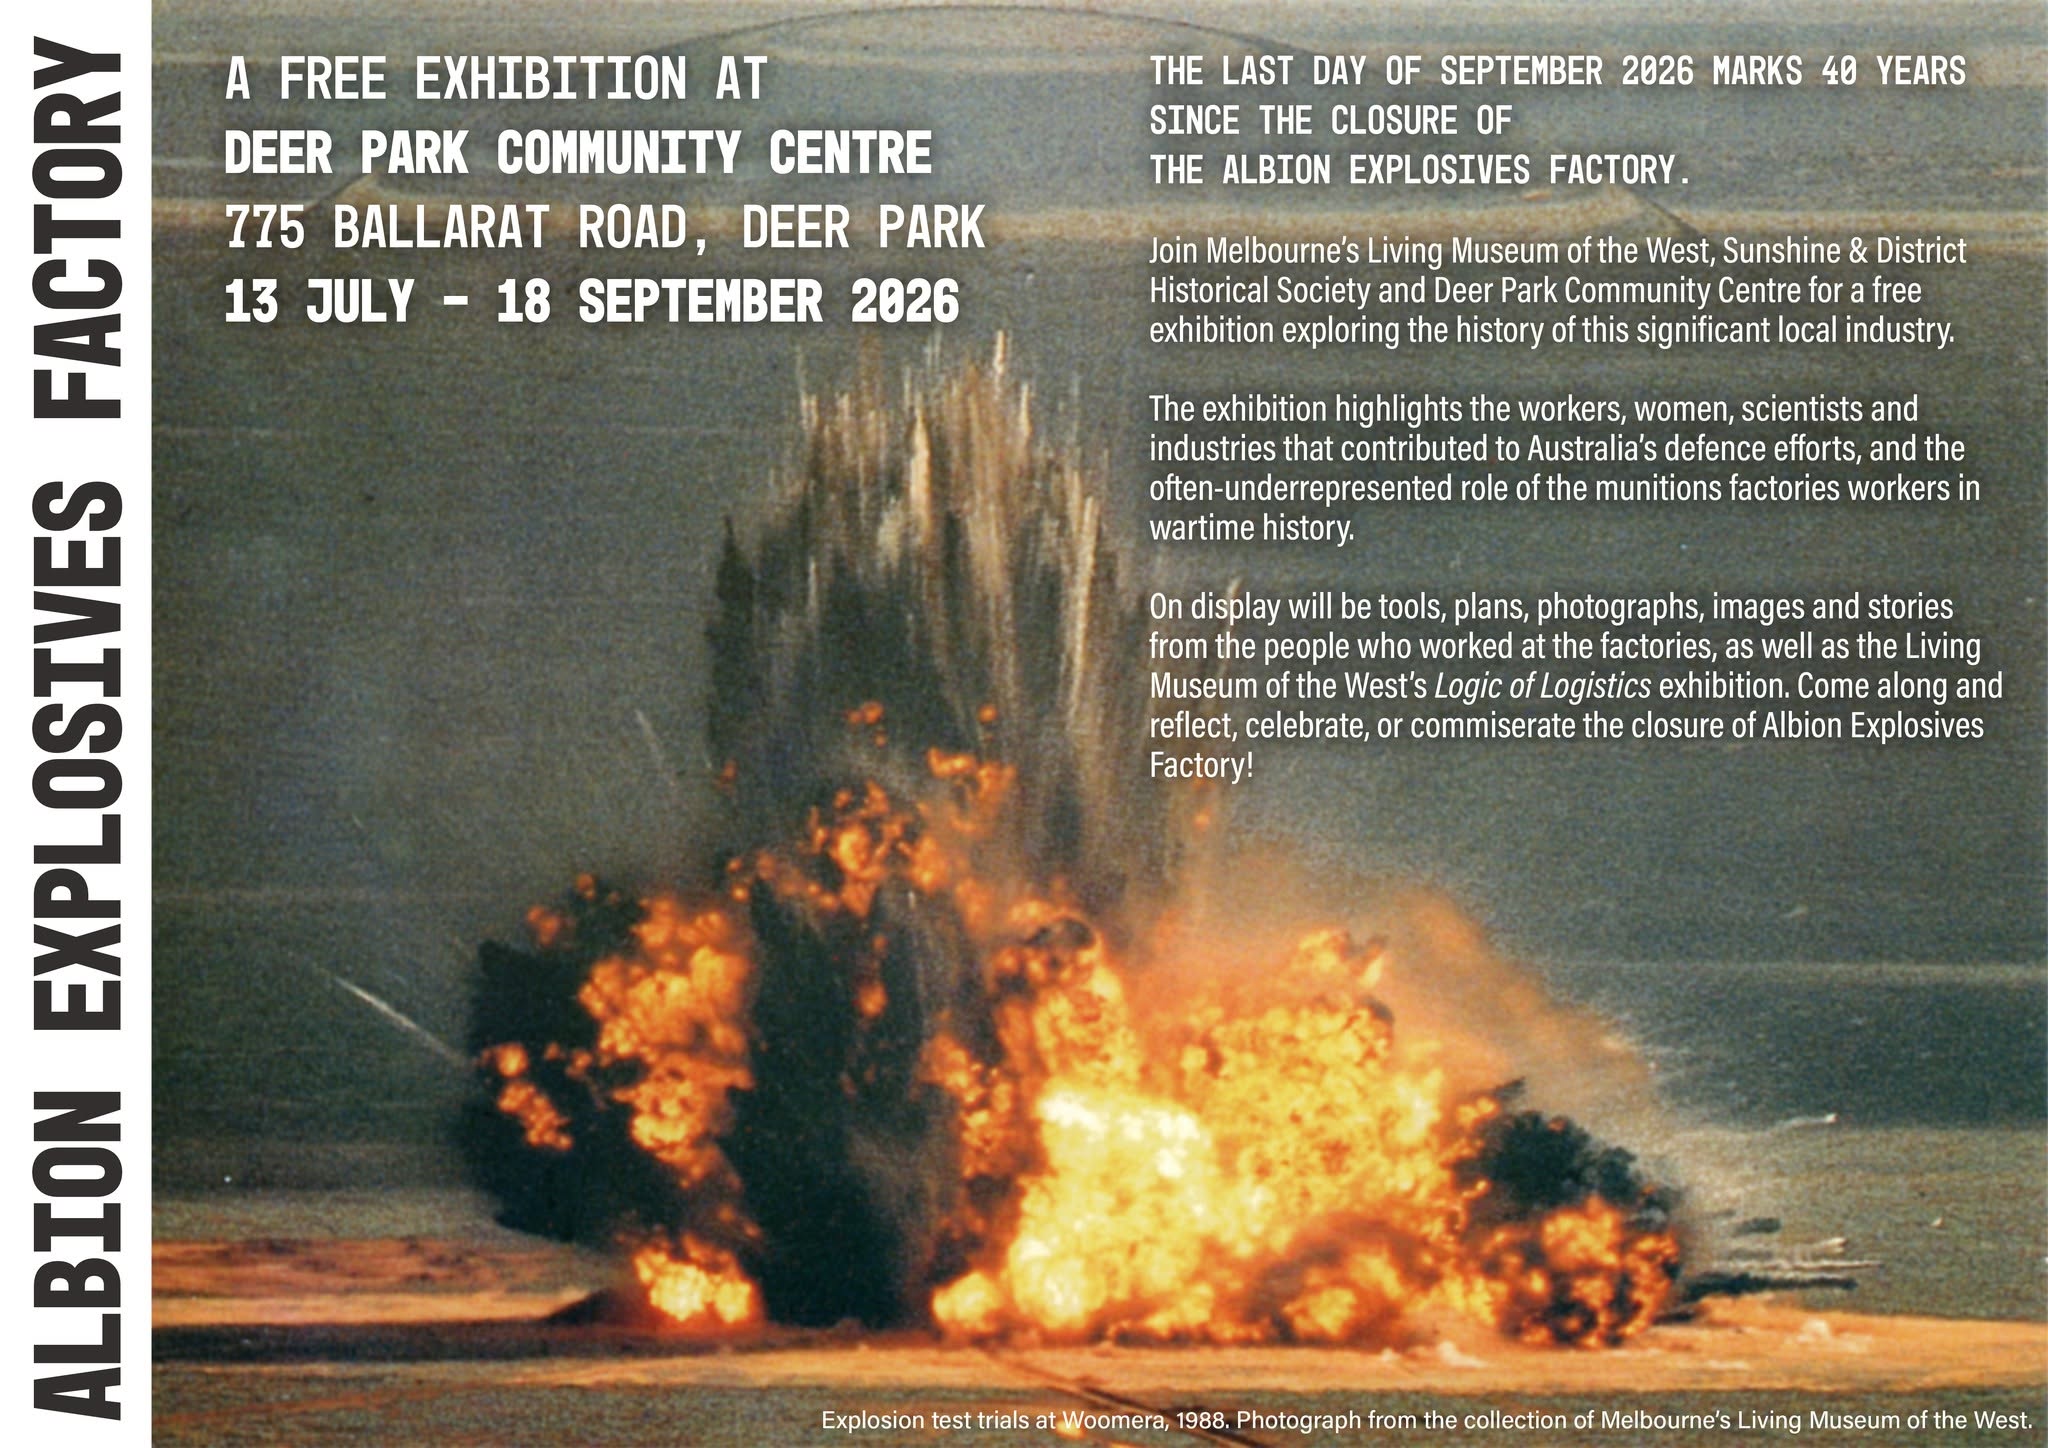 ALBION EXPLOSIVES FACTORY
A FREE EXHIBITION AT
DEER PARK COMMUNITY CENTRE
775 BALLARAT ROAD, DEER PARK
13 JULY – 18 SEPTEMBER 2026
THE LAST DAY OF SEPTEMBER 2026 MARKS 40 YEARS
SINCE THE CLOSURE OF
THE ALBION EXPLOSIVES FACTORY.
Join Melbourne’s Living Museum of the West, Sunshine & District
Historical Society and Deer Park Community Centre for a free
exhibition exploring the history of this significant local industry.
The exhibition highlights the workers, women, scientists and
industries that contributed to Australia’s defence efforts, and the
often-underrepresented role of the munitions factories workers in
wartime history.
On display will be tools, plans, photographs, images and stories
from the people who worked at the factories, as well as the Living
Museum of the West’s Logic of Logistics exhibition. Come along and
reflect, celebrate, or commiserate the closure of Albion Explosives
Factory!
Explosion test trials at Woomera, 1988. Photograph from the collection of Melbourne’s Living Museum of the West.